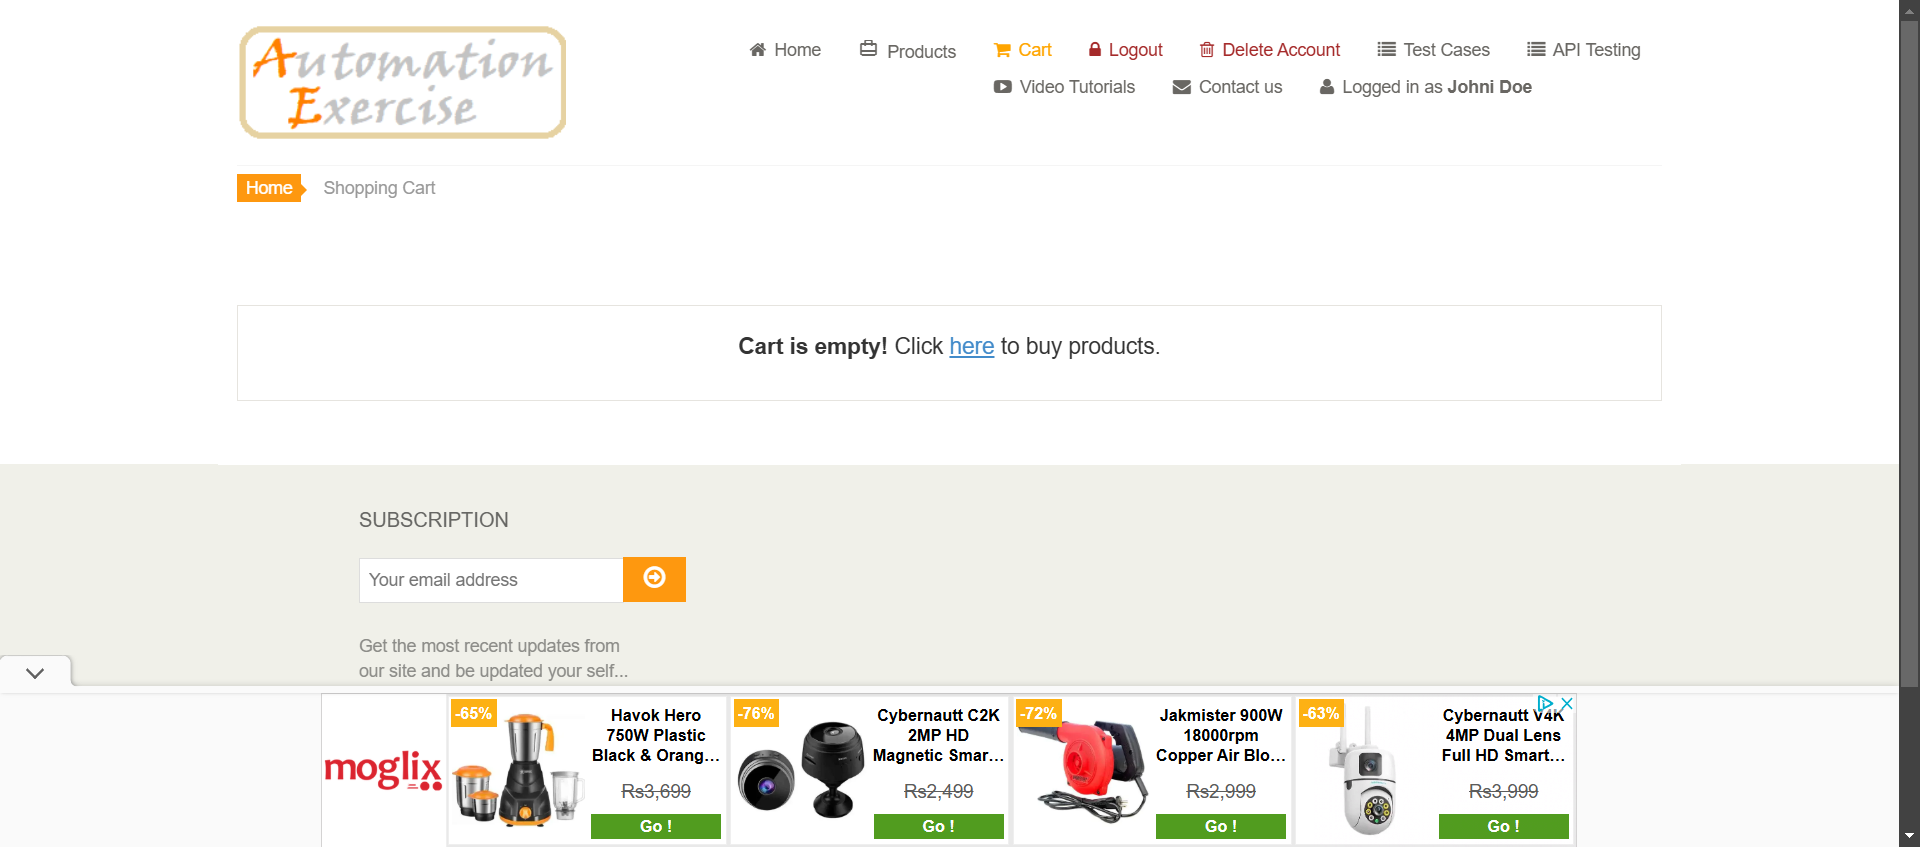 Automation
Exercise
Home
Products
Cart
Logout
Delete Account
Test Cases
API Testing
Video Tutorials
Contact us
Logged in as Johni Doe
Home
Shopping Cart
Cart is empty! Click here to buy products.
SUBSCRIPTION
Your email address
Get the most recent updates from
our site and be updated your self...
moglix
-65%
Havok Hero
750W Plastic
Black & Orang...
Rs3,699
Go !
-76%
Cybernautt C2K
2MP HD
Magnetic Smar...
Rs2,499
Go !
-72%
Jakmister 900W
18000rpm
Copper Air Blo...
Rs2,999
Go !
-63%
Cybernautt V4K
4MP Dual Lens
Full HD Smart...
Rs3,999
Go !